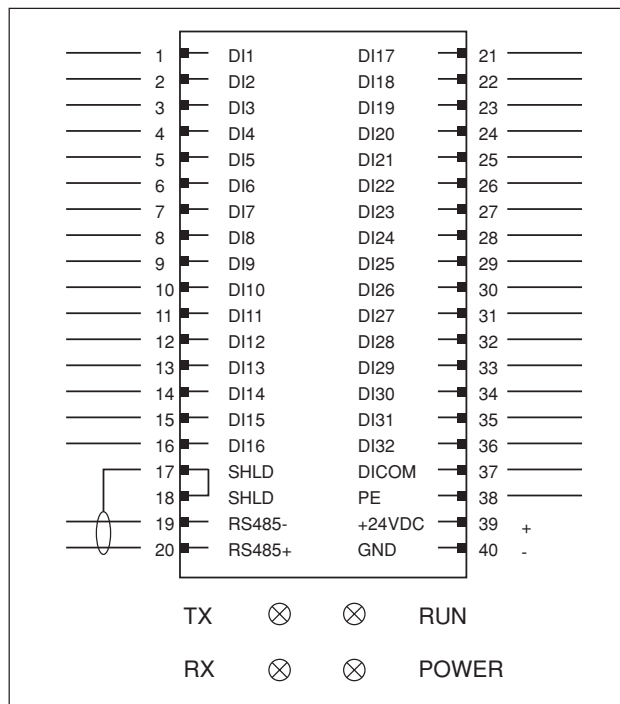 1 DI1 DI17 21
2 DI2 DI18 22
3 DI3 DI19 23
4 DI4 DI20 24
5 DI5 DI21 25
6 DI6 DI22 26
7 DI7 DI23 27
8 DI8 DI24 28
9 DI9 DI25 29
10 DI10 DI26 30
11 DI11 DI27 31
12 DI12 DI28 32
13 DI13 DI29 33
14 DI14 DI30 34
15 DI15 DI31 35
16 DI16 DI32 36
17 SHLD DICOM 37
18 SHLD PE 38
19 RS485- +24VDC 39 +
20 RS485+ GND 40 -
TX RUN
RX POWER